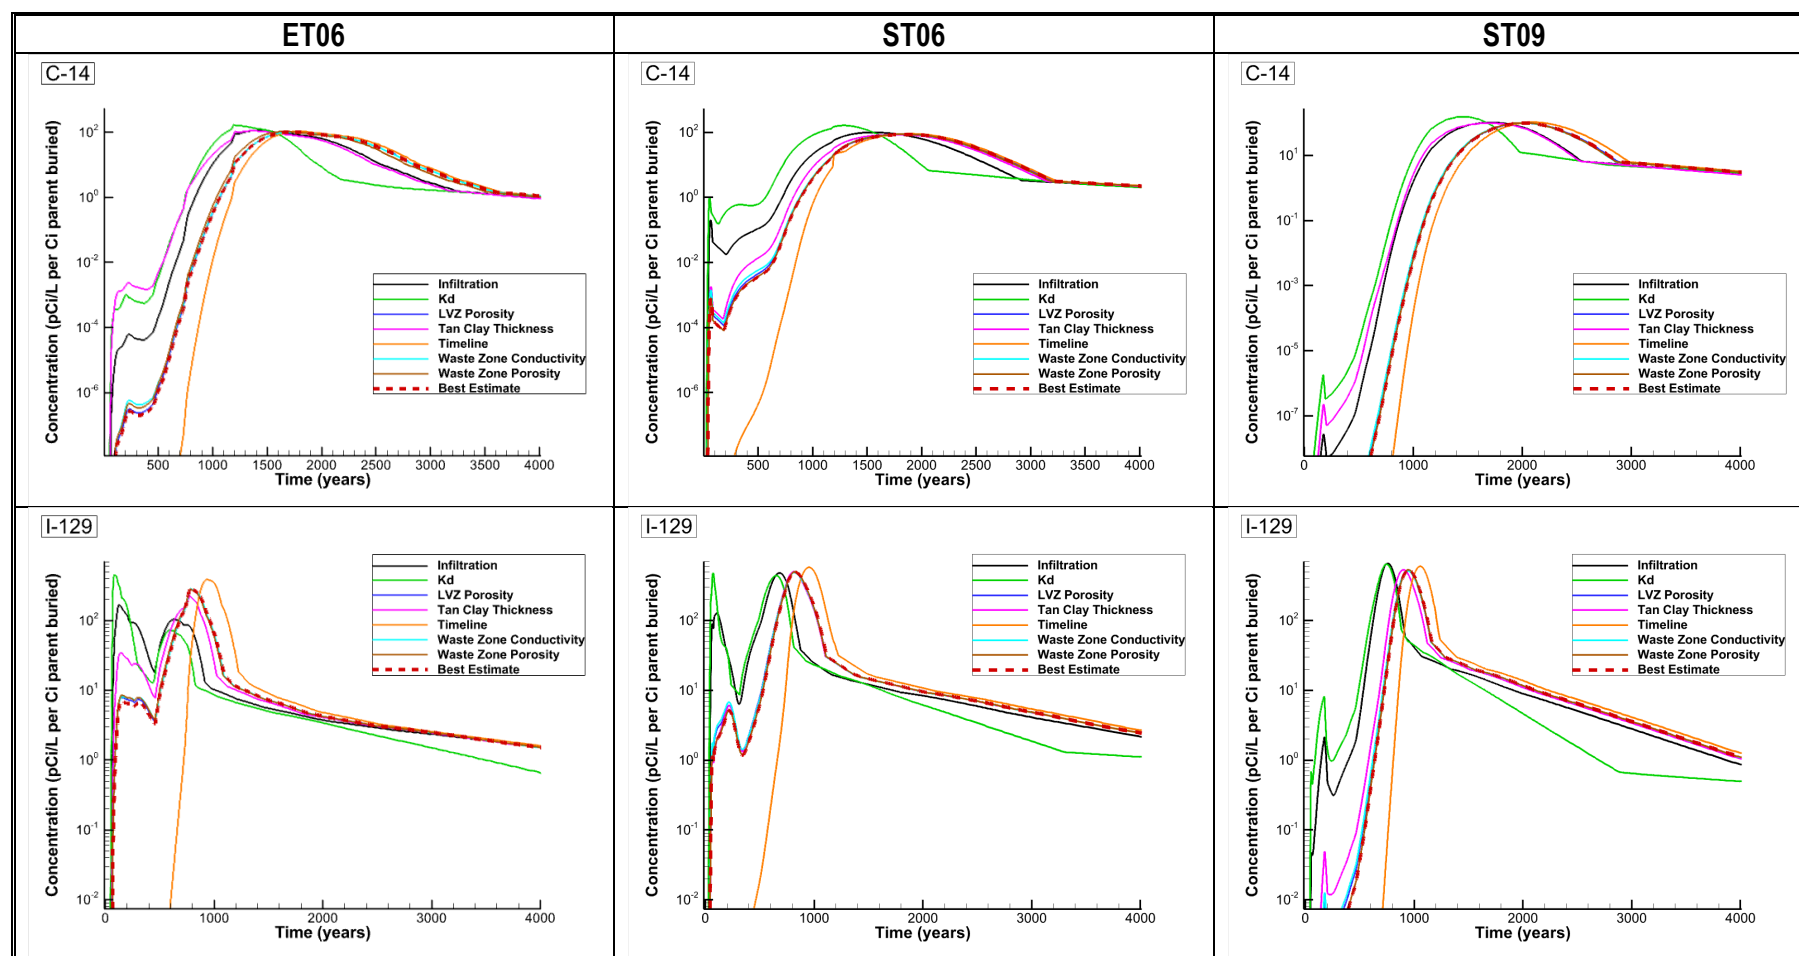 ET06
ST06
ST09
C-14
Concentration (pCi/L per Ci parent buried)
10^2
10^0
10^-2
10^-4
10^-6
500 1000 1500 2000 2500 3000 3500 4000
Time (years)
Infiltration
Kd
LVZ Porosity
Tan Clay Thickness
Timeline
Waste Zone Conductivity
Waste Zone Porosity
Best Estimate
C-14
Concentration (pCi/L per Ci parent buried)
10^2
10^0
10^-2
10^-4
10^-6
500 1000 1500 2000 2500 3000 3500 4000
Time (years)
Infiltration
Kd
LVZ Porosity
Tan Clay Thickness
Timeline
Waste Zone Conductivity
Waste Zone Porosity
Best Estimate
C-14
Concentration (pCi/L per Ci parent buried)
10^1
10^-1
10^-3
10^-5
10^-7
0 1000 2000 3000 4000
Time (years)
Infiltration
Kd
LVZ Porosity
Tan Clay Thickness
Timeline
Waste Zone Conductivity
Waste Zone Porosity
Best Estimate
I-129
Concentration (pCi/L per Ci parent buried)
10^2
10^1
10^0
10^-1
10^-2
0 1000 2000 3000 4000
Time (years)
Infiltration
Kd
LVZ Porosity
Tan Clay Thickness
Timeline
Waste Zone Conductivity
Waste Zone Porosity
Best Estimate
I-129
Concentration (pCi/L per Ci parent buried)
10^2
10^1
10^0
10^-1
10^-2
0 1000 2000 3000 4000
Time (years)
Infiltration
Kd
LVZ Porosity
Tan Clay Thickness
Timeline
Waste Zone Conductivity
Waste Zone Porosity
Best Estimate
I-129
Concentration (pCi/L per Ci parent buried)
10^2
10^1
10^0
10^-1
10^-2
0 1000 2000 3000 4000
Time (years)
Infiltration
Kd
LVZ Porosity
Tan Clay Thickness
Timeline
Waste Zone Conductivity
Waste Zone Porosity
Best Estimate